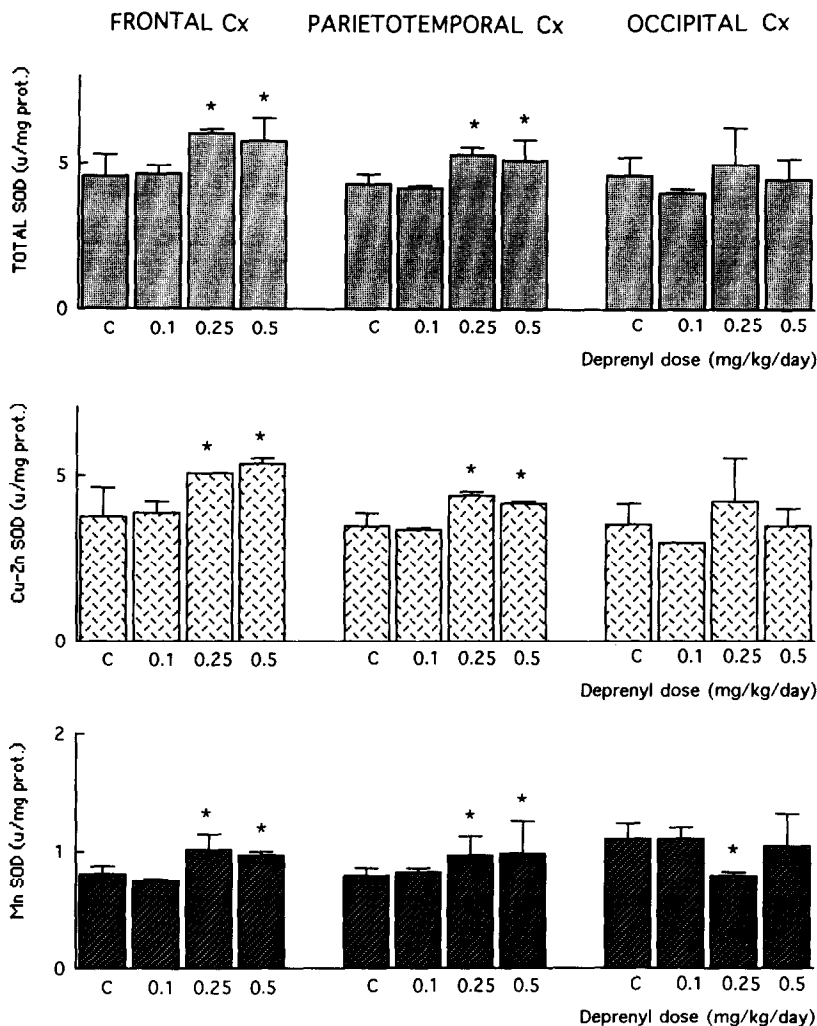 FRONTAL Cx PARIETOTEMPORAL Cx OCCIPITAL Cx
TOTAL SOD (u/mg prot.)
5
0
* * * *
C 0.1 0.25 0.5 C 0.1 0.25 0.5 C 0.1 0.25 0.5
Deprenyl dose (mg/kg/day)
Cu-Zn SOD (u/mg prot.)
5
0
* * * *
C 0.1 0.25 0.5 C 0.1 0.25 0.5 C 0.1 0.25 0.5
Deprenyl dose (mg/kg/day)
Mn SOD (u/mg prot.)
2
1
0
* * * * *
C 0.1 0.25 0.5 C 0.1 0.25 0.5 C 0.1 0.25 0.5
Deprenyl dose (mg/kg/day)